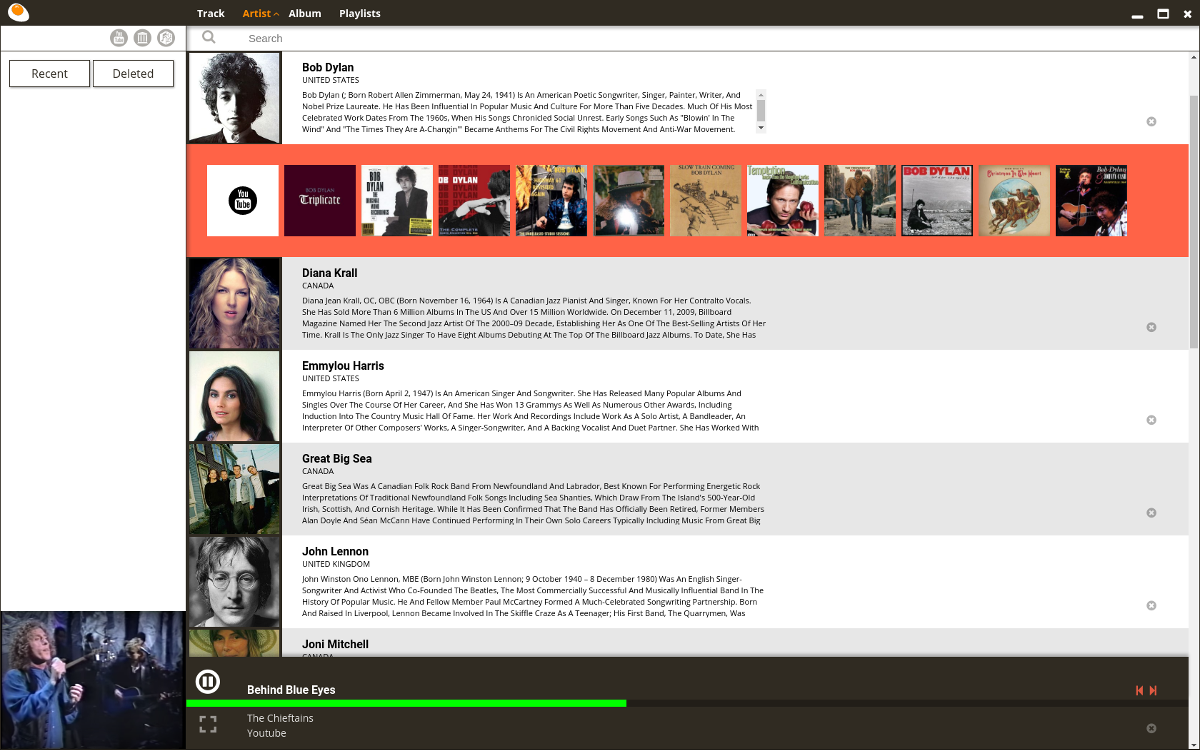 Track Artist Album Playlists
You Tube
Search
Recent Deleted
Bob Dylan
UNITED STATES
Bob Dylan (; Born Robert Allen Zimmerman, May 24, 1941) Is An American Poetic Songwriter, Singer, Painter, Writer, And
Nobel Prize Laureate. He Has Been Influential In Popular Music And Culture For More Than Five Decades. Much Of His Most
Celebrated Work Dates From The 1960s, When His Songs Chronicled Social Unrest. Early Songs Such As "Blowin' In The
Wind" And "The Times They Are A-Changin'" Became Anthems For The Civil Rights Movement And Anti-War Movement.
You Tube
BOB DYLAN
Triplicate
BOB DYLAN
BOB DYLAN
THE COMPLETE
SLOW TRAIN COMING
BOB DYLAN
Temptation
BOB DYLAN
Christmas In The Heart
Bob Dylan
Diana Krall
CANADA
Diana Jean Krall, OC, OBC (Born November 16, 1964) Is A Canadian Jazz Pianist And Singer, Known For Her Contralto Vocals.
She Has Sold More Than 6 Million Albums In The US And Over 15 Million Worldwide. On December 11, 2009, Billboard
Magazine Named Her The Second Jazz Artist Of The 2000–09 Decade, Establishing Her As One Of The Best-Selling Artists Of Her
Time. Krall Is The Only Jazz Singer To Have Eight Albums Debuting At The Top Of The Billboard Jazz Albums. To Date, She Has
Emmylou Harris
UNITED STATES
Emmylou Harris (Born April 2, 1947) Is An American Singer And Songwriter. She Has Released Many Popular Albums And
Singles Over The Course Of Her Career, And She Has Won 13 Grammys As Well As Numerous Other Awards, Including
Induction Into The Country Music Hall Of Fame. Her Work And Recordings Include Work As A Solo Artist, A Bandleader, An
Interpreter Of Other Composers' Works, A Singer-Songwriter, And A Backing Vocalist And Duet Partner. She Has Worked With
Great Big Sea
CANADA
Great Big Sea Was A Canadian Folk Rock Band From Newfoundland And Labrador, Best Known For Performing Energetic Rock
Interpretations Of Traditional Newfoundland Folk Songs Including Sea Shanties, Which Draw From The Island's 500-Year-Old
Irish, Scottish, And Cornish Heritage. While It Has Been Confirmed That The Band Has Officially Been Retired, Former Members
Alan Doyle And Séan McCann Have Continued Performing In Their Own Solo Careers Typically Including Music From Great Big
John Lennon
UNITED KINGDOM
John Winston Ono Lennon, MBE (Born John Winston Lennon; 9 October 1940 – 8 December 1980) Was An English Singer-
Songwriter And Activist Who Co-Founded The Beatles, The Most Commercially Successful And Musically Influential Band In The
History Of Popular Music. He And Fellow Member Paul McCartney Formed A Much-Celebrated Songwriting Partnership. Born
And Raised In Liverpool, Lennon Became Involved In The Skiffle Craze As A Teenager; His First Band, The Quarrymen, Was
Joni Mitchell
CANADA
Behind Blue Eyes
The Chieftains
Youtube